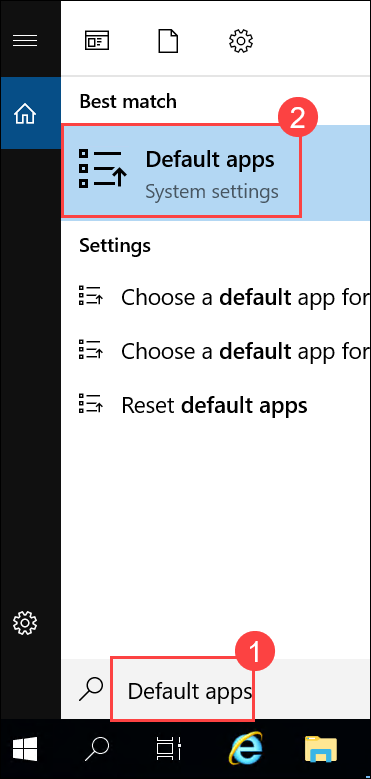 Best match
2
Default apps
System settings
Settings
Choose a default app for
Choose a default app for
Reset default apps
1
Default apps